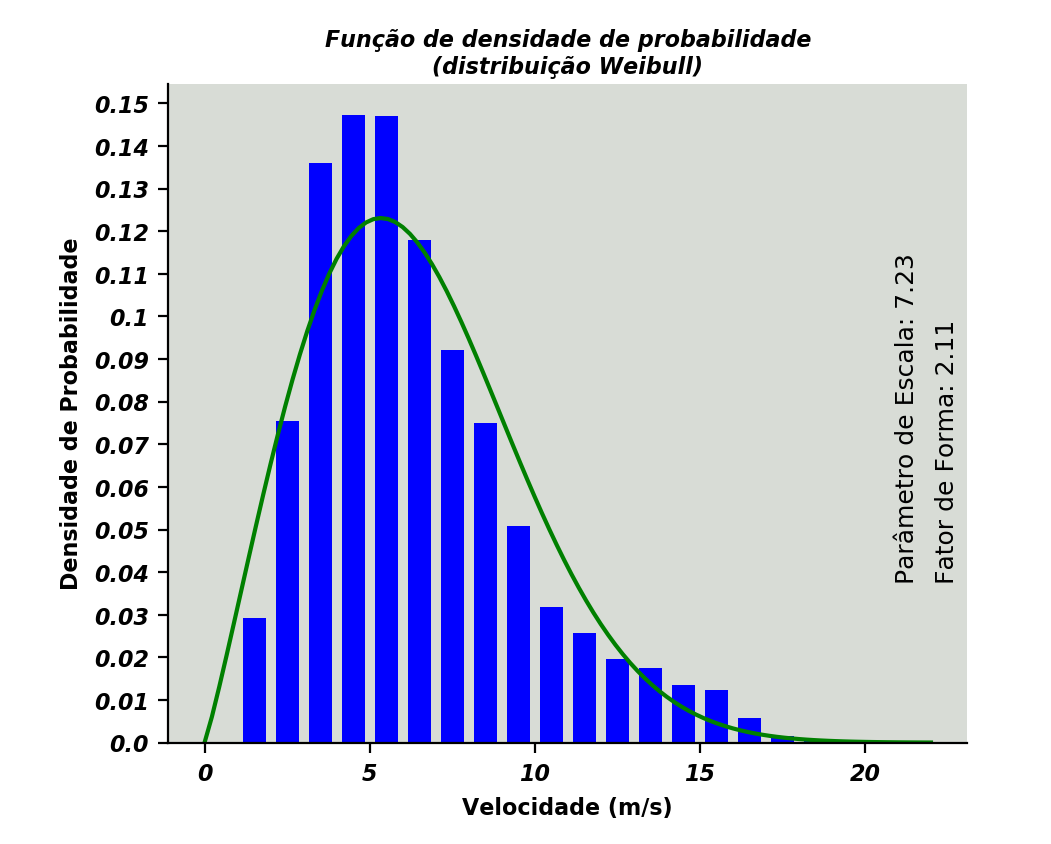 Função de densidade de probabilidade
(distribuição Weibull)
Densidade de Probabilidade
0.15
0.14
0.13
0.12
0.11
0.1
0.09
0.08
0.07
0.06
0.05
0.04
0.03
0.02
0.01
0.0
Parâmetro de Escala: 7.23
Fator de Forma: 2.11
0 5 10 15 20
Velocidade (m/s)